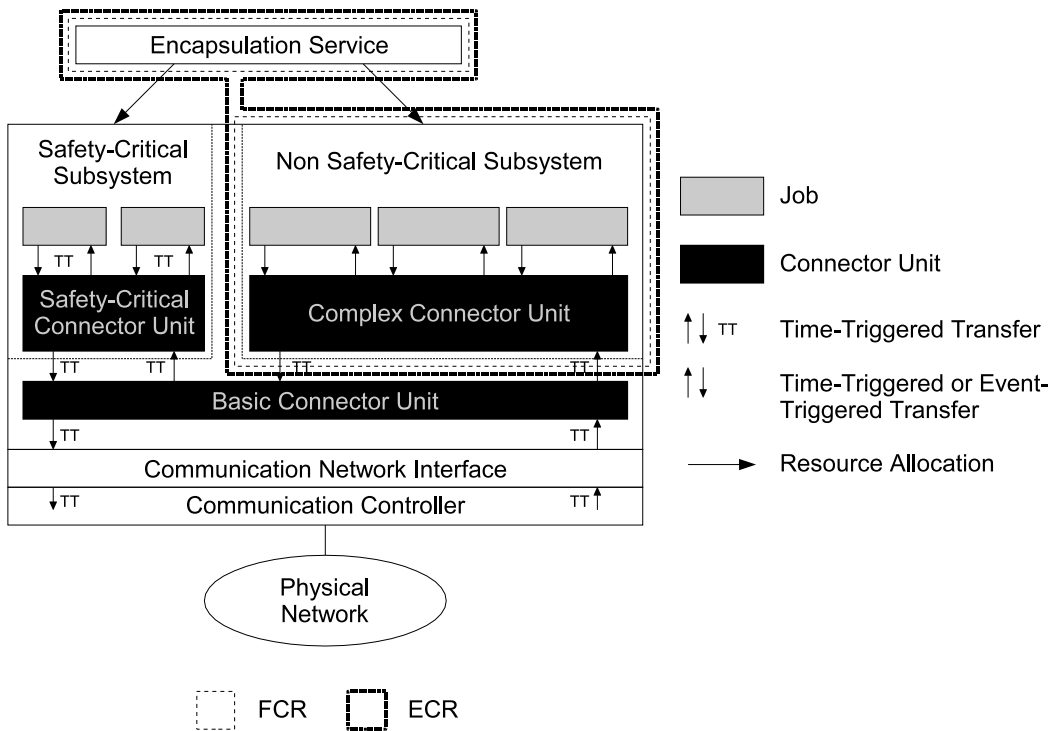 Encapsulation Service
Safety-Critical
Subsystem
Non Safety-Critical Subsystem
TT
TT
Safety-Critical
Connector Unit
Complex Connector Unit
TT
TT
TT
TT
Basic Connector Unit
TT
TT
Communication Network Interface
TT
TT
Communication Controller
Physical
Network
Job
Connector Unit
TT
Time-Triggered Transfer
Time-Triggered or Event-
Triggered Transfer
Resource Allocation
FCR
ECR